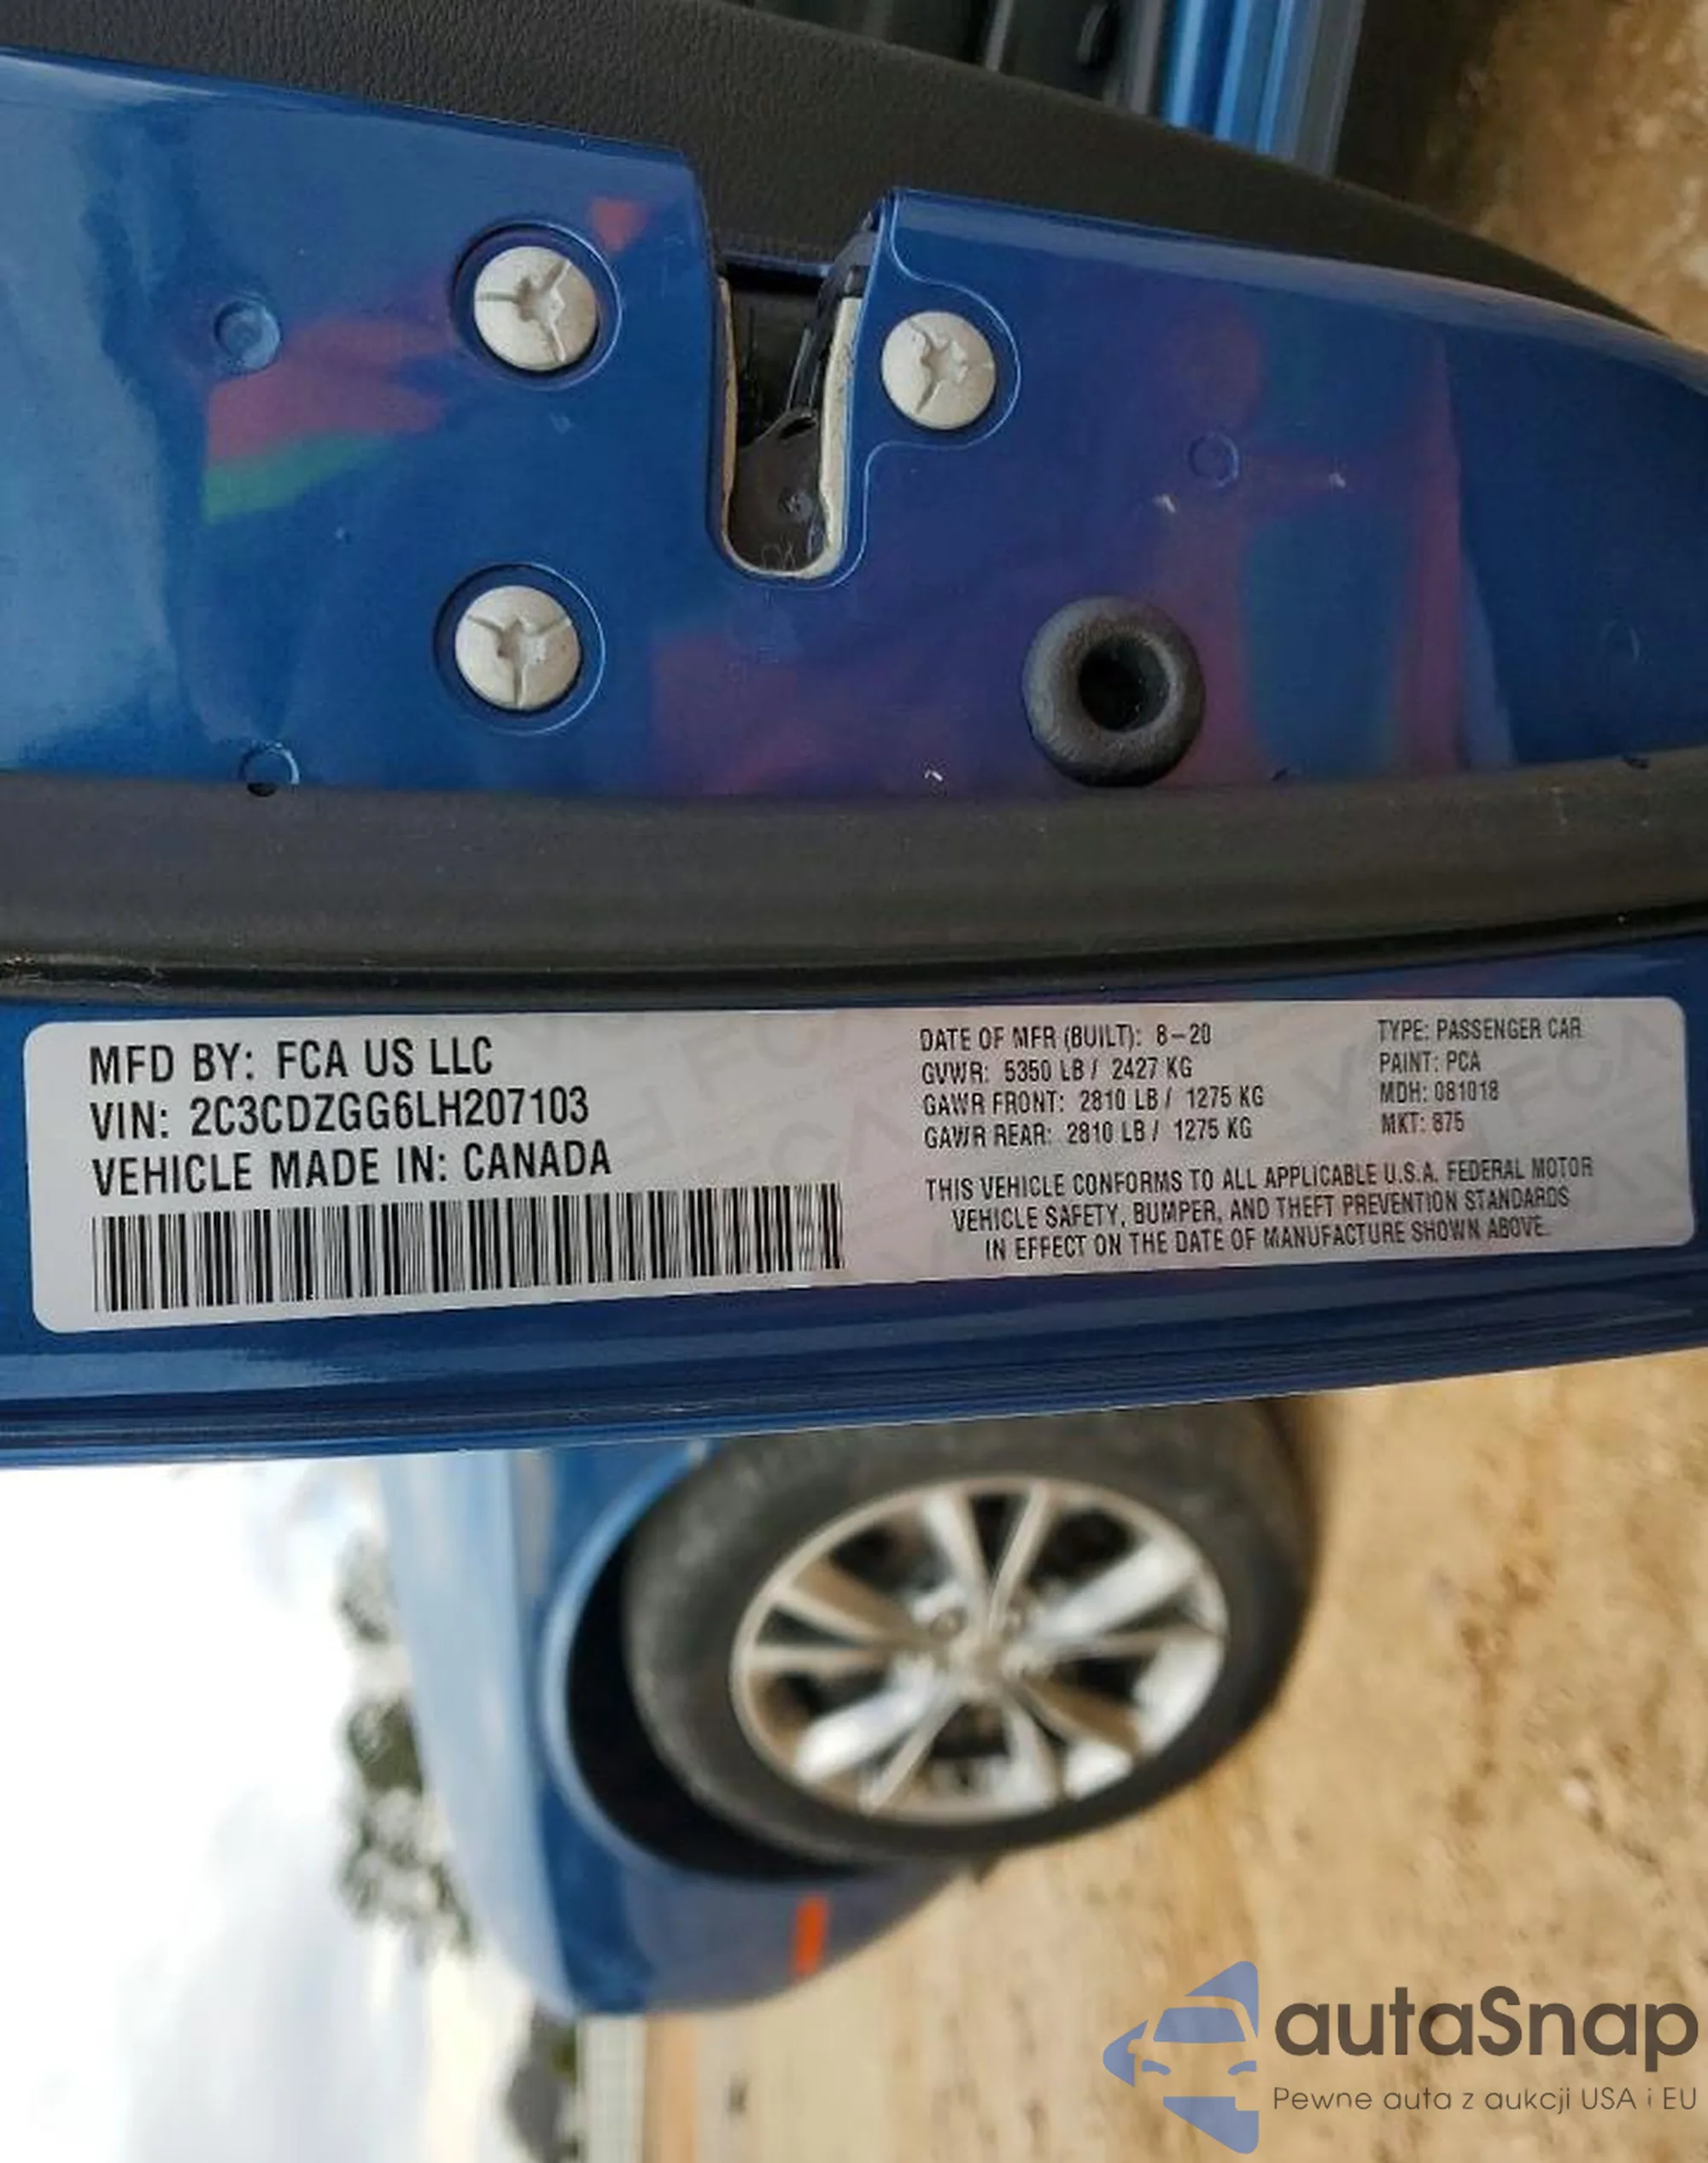 MFD BY: FCA US LLC
VIN: 2C3CDZGG6LH207103
VEHICLE MADE IN: CANADA
DATE OF MFR (BUILT): 8-20
GVWR: 5350 LB / 2427 KG
GAWR FRONT: 2810 LB / 1275 KG
GAWR REAR: 2810 LB / 1275 KG
TYPE: PASSENGER CAR
PAINT: PCA
MDH: 081018
MKT: 875
THIS VEHICLE CONFORMS TO ALL APPLICABLE U.S.A. FEDERAL MOTOR
VEHICLE SAFETY, BUMPER, AND THEFT PREVENTION STANDARDS
IN EFFECT ON THE DATE OF MANUFACTURE SHOWN ABOVE.
autaSnap
Pewne auta z aukcji USA i EU